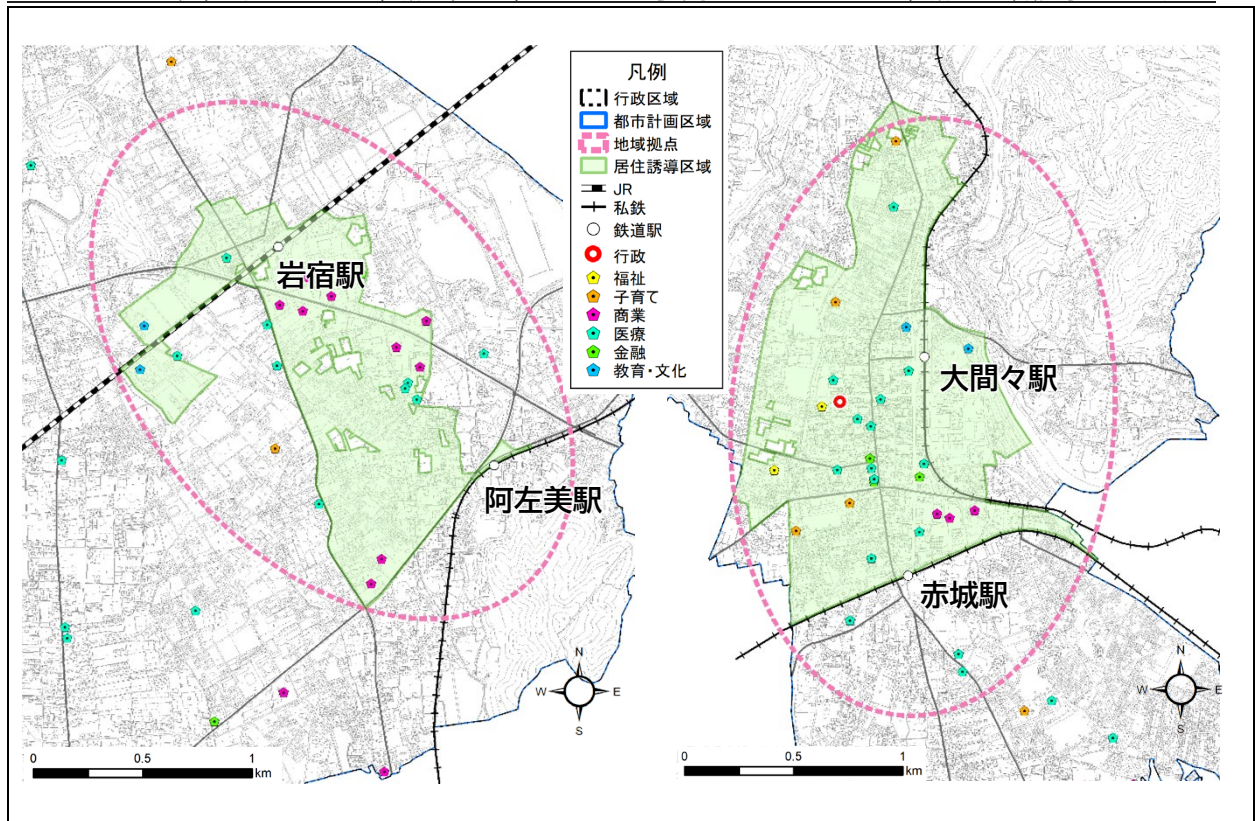 凡例
行政区域
都市計画区域
地域拠点
居住誘導区域
JR
私鉄
鉄道駅
行政
福祉
子育て
商業
医療
金融
教育・文化
岩宿駅
阿左美駅
大間々駅
赤城駅
N
W E
S
0 0.5 1
km
N
W E
S
0 0.5 1
km